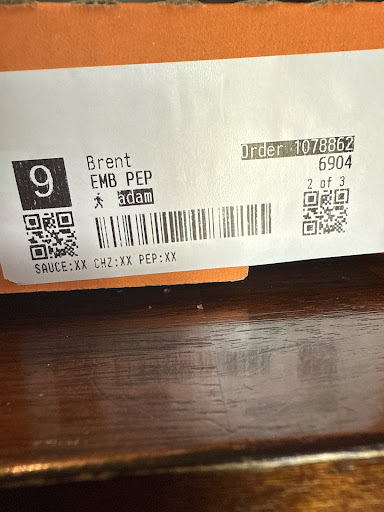 9
Brent
EMB PEP
adam
Order 1078862
6904
2 of 3
SAUCE:XX CHZ:XX PEP:XX